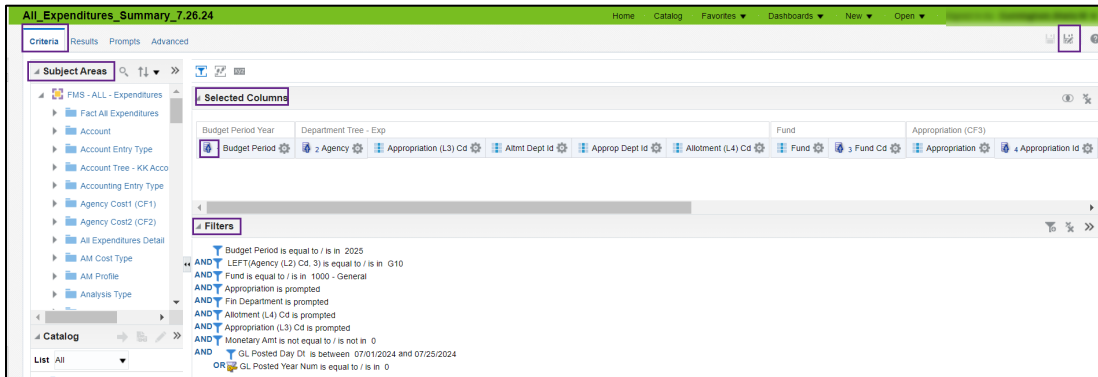 All_Expenditures_Summary_7.26.24
Home Catalog Favorites Dashboards New Open
Criteria Results Prompts Advanced
Subject Areas
FMS - ALL - Expenditures
Fact All Expenditures
Account
Account Entry Type
Account Tree - KK Acco
Accounting Entry Type
Agency Cost1 (CF1)
Agency Cost2 (CF2)
All Expenditures Detail
AM Cost Type
AM Profile
Analysis Type
Catalog
List All
Selected Columns
Budget Period Year Department Tree - Exp Fund Appropriation (CF3)
1 Budget Period 2 Agency Appropriation (L3) Cd Altmt Dept Id Approp Dept Id Allotment (L4) Cd Fund 3 Fund Cd Appropriation 4 Appropriation Id
Filters
Budget Period is equal to / is in 2025
AND LEFT(Agency (L2) Cd, 3) is equal to / is in G10
AND Fund is equal to / is in 1000 - General
AND Appropriation is prompted
AND Fin Department is prompted
AND Allotment (L4) Cd is prompted
AND Appropriation (L3) Cd is prompted
AND Monetary Amt is not equal to / is not in 0
AND GL Posted Day Dt is between 07/01/2024 and 07/25/2024
OR GL Posted Year Num is equal to / is in 0